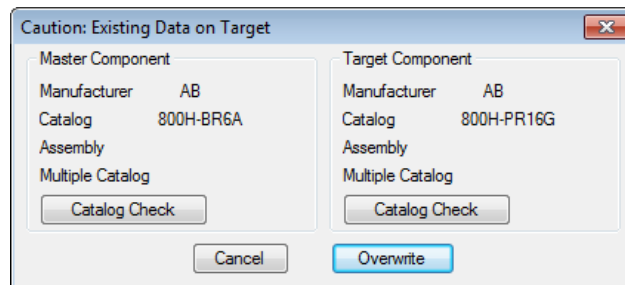 Caution: Existing Data on Target
Master Component
Manufacturer AB
Catalog 800H-BR6A
Assembly
Multiple Catalog
Catalog Check
Target Component
Manufacturer AB
Catalog 800H-PR16G
Assembly
Multiple Catalog
Catalog Check
Cancel Overwrite